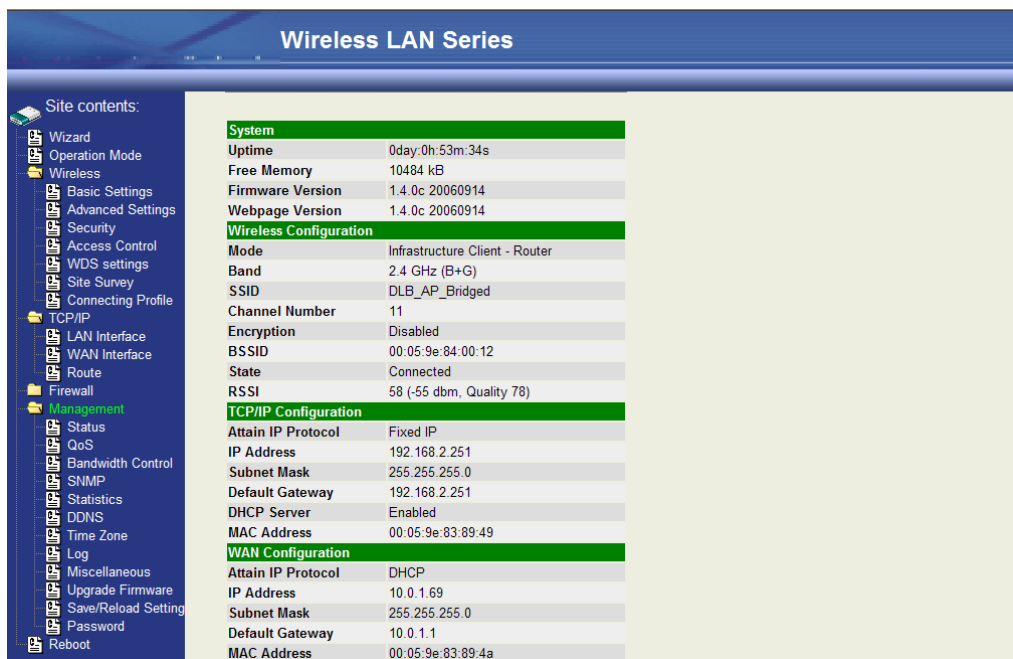 Wireless LAN Series
Site contents:
Wizard
Operation Mode
Wireless
Basic Settings
Advanced Settings
Security
Access Control
WDS settings
Site Survey
Connecting Profile
TCP/IP
LAN Interface
WAN Interface
Route
Firewall
Management
Status
QoS
Bandwidth Control
SNMP
Statistics
DDNS
Time Zone
Log
Miscellaneous
Upgrade Firmware
Save/Reload Setting
Password
Reboot
System
Uptime 0day:0h:53m:34s
Free Memory 10484 kB
Firmware Version 1.4.0c 20060914
Webpage Version 1.4.0c 20060914
Wireless Configuration
Mode Infrastructure Client - Router
Band 2.4 GHz (B+G)
SSID DLB_AP_Bridged
Channel Number 11
Encryption Disabled
BSSID 00:05:9e:84:00:12
State Connected
RSSI 58 (-55 dbm, Quality 78)
TCP/IP Configuration
Attain IP Protocol Fixed IP
IP Address 192.168.2.251
Subnet Mask 255.255.255.0
Default Gateway 192.168.2.251
DHCP Server Enabled
MAC Address 00:05:9e:83:89:49
WAN Configuration
Attain IP Protocol DHCP
IP Address 10.0.1.69
Subnet Mask 255.255.255.0
Default Gateway 10.0.1.1
MAC Address 00:05:9e:83:89:4a